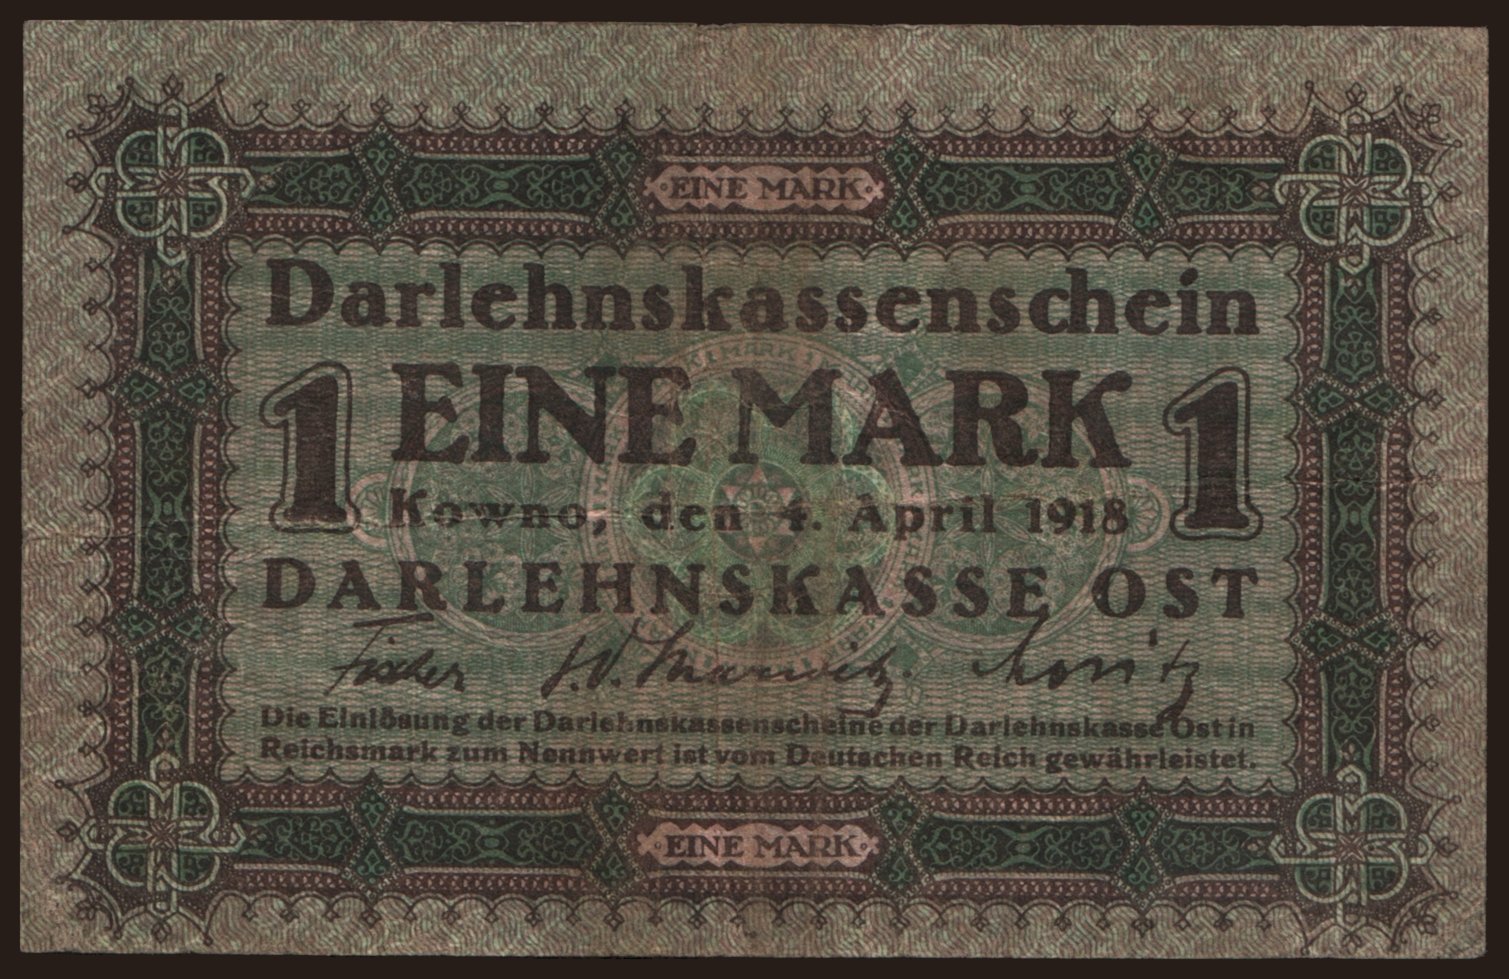 EINE MARK
Darlehnskassenschein
1 EINE MARK 1
Kowno, den 4. April 1918
DARLEHNSKASSE OST
Fischer
Die Einlösung der Darlehnskassenscheine der Darlehnskasse Ost in
Reichsmark zum Nennwert ist vom Deutschen Reich gewährleistet.
EINE MARK